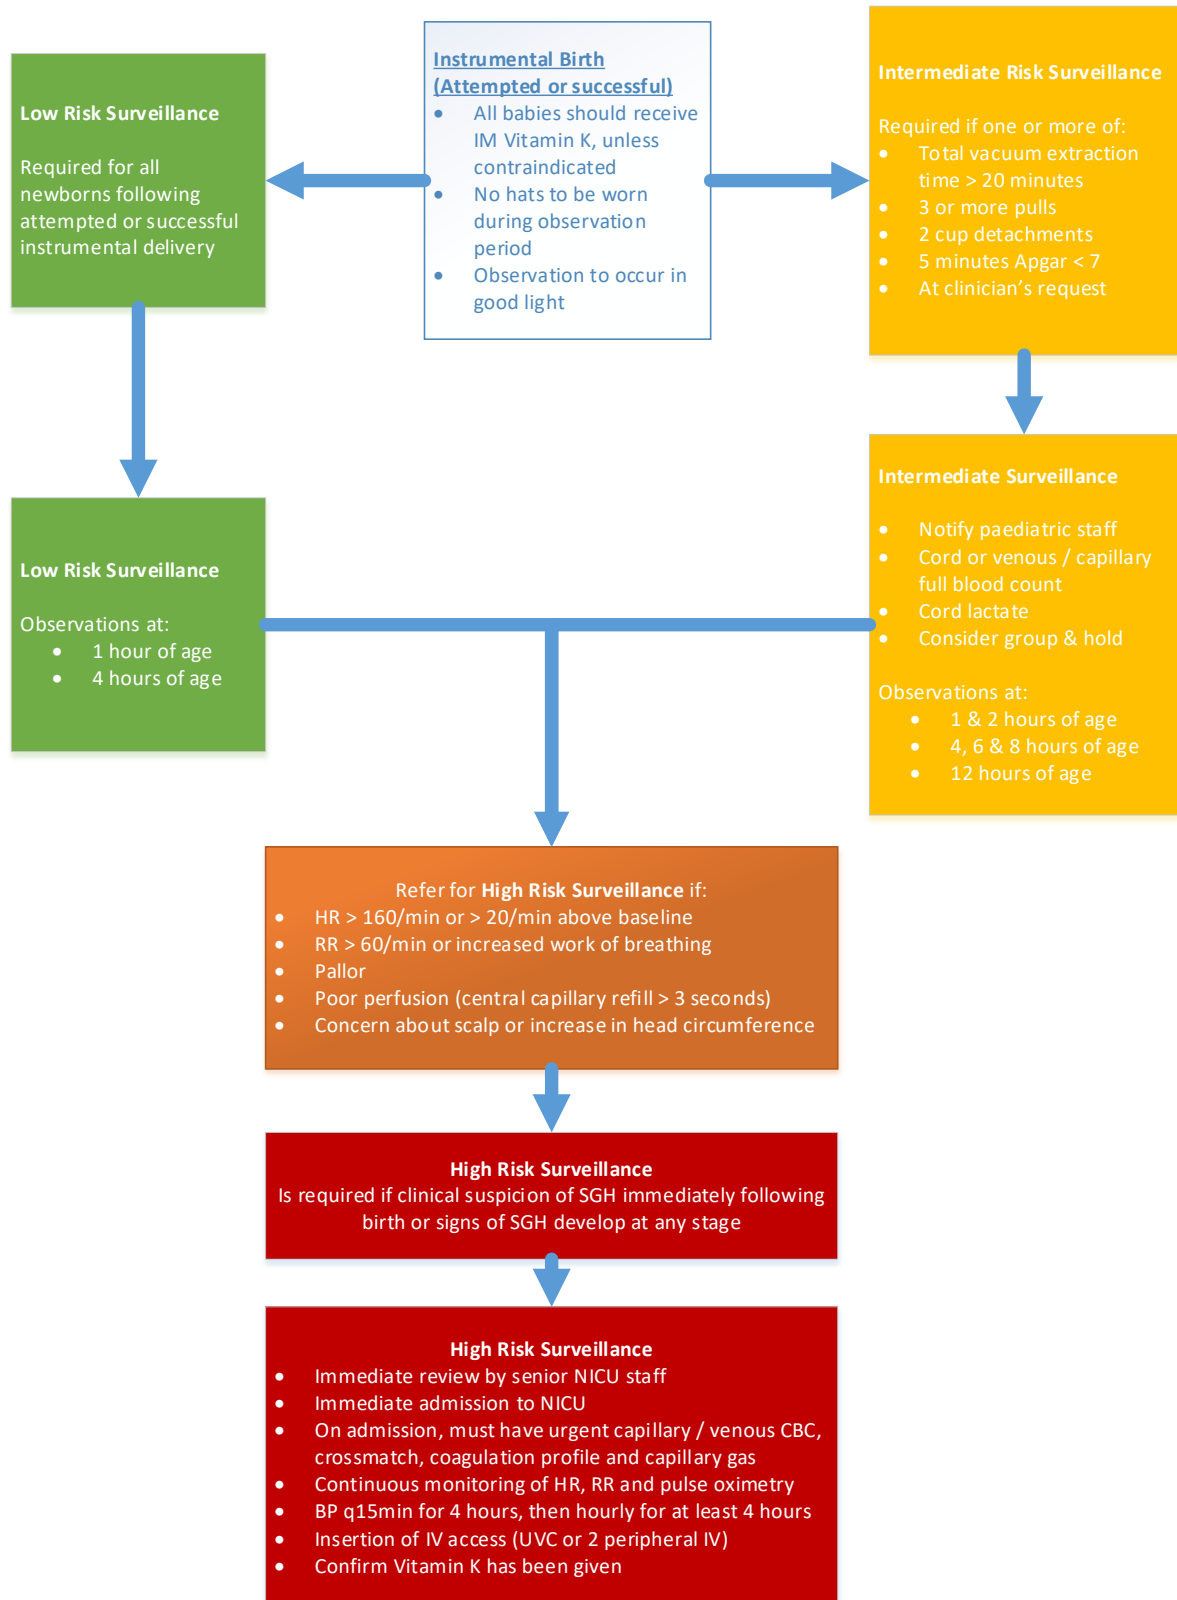 Instrumental Birth
(Attempted or successful)
• All babies should receive
IM Vitamin K, unless
contraindicated
• No hats to be worn
during observation
period
• Observation to occur in
good light
Low Risk Surveillance
Required for all
newborns following
attempted or successful
instrumental delivery
Intermediate Risk Surveillance
Required if one or more of:
• Total vacuum extraction
time > 20 minutes
• 3 or more pulls
• 2 cup detachments
• 5 minutes Apgar < 7
• At clinician's request
Low Risk Surveillance
Observations at:
• 1 hour of age
• 4 hours of age
Intermediate Surveillance
• Notify paediatric staff
• Cord or venous / capillary
full blood count
• Cord lactate
• Consider group & hold
Observations at:
• 1 & 2 hours of age
• 4, 6 & 8 hours of age
• 12 hours of age
Refer for High Risk Surveillance if:
• HR > 160/min or > 20/min above baseline
• RR > 60/min or increased work of breathing
• Pallor
• Poor perfusion (central capillary refill > 3 seconds)
• Concern about scalp or increase in head circumference
High Risk Surveillance
Is required if clinical suspicion of SGH immediately following
birth or signs of SGH develop at any stage
High Risk Surveillance
• Immediate review by senior NICU staff
• Immediate admission to NICU
• On admission, must have urgent capillary / venous CBC,
crossmatch, coagulation profile and capillary gas
• Continuous monitoring of HR, RR and pulse oximetry
• BP q15min for 4 hours, then hourly for at least 4 hours
• Insertion of IV access (UVC or 2 peripheral IV)
• Confirm Vitamin K has been given